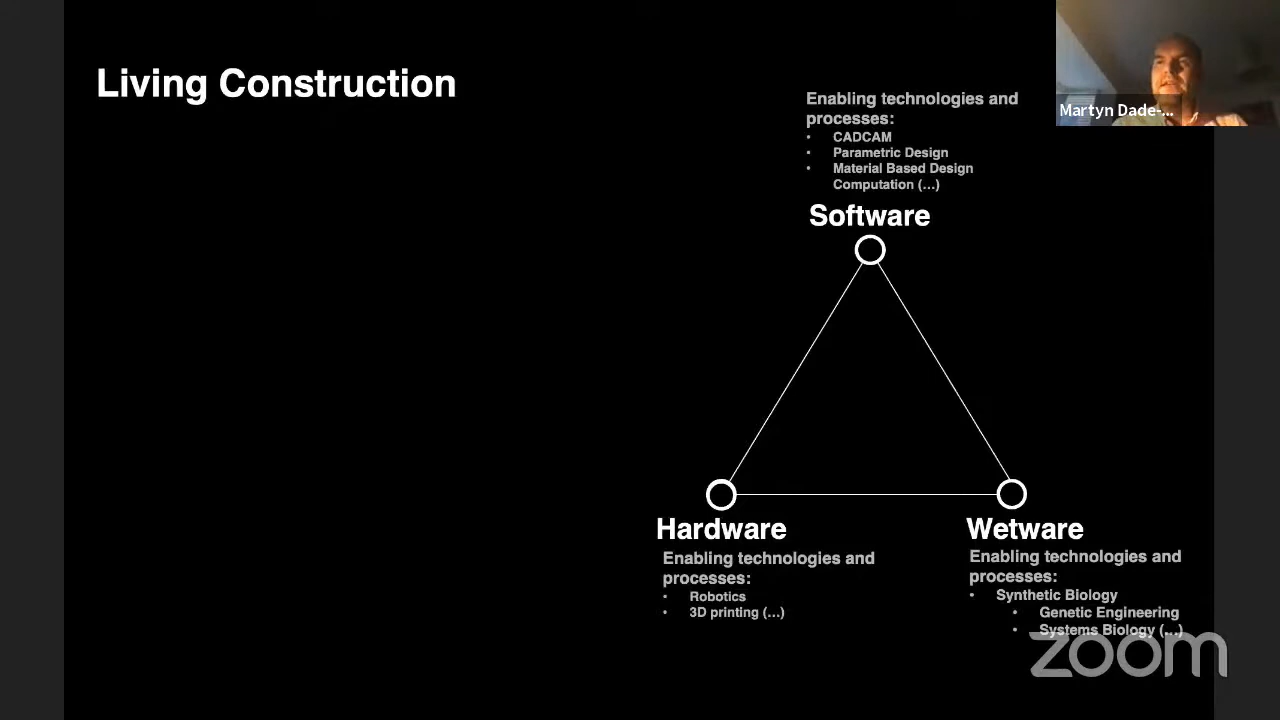 Living Construction
Martyn Dade-...
Enabling technologies and
processes:
• CADCAM
• Parametric Design
• Material Based Design
Computation (...)
Software
Hardware
Enabling technologies and
processes:
• Robotics
• 3D printing (...)
Wetware
Enabling technologies and
processes:
• Synthetic Biology
• Genetic Engineering
• Systems Biology (...)
zoom